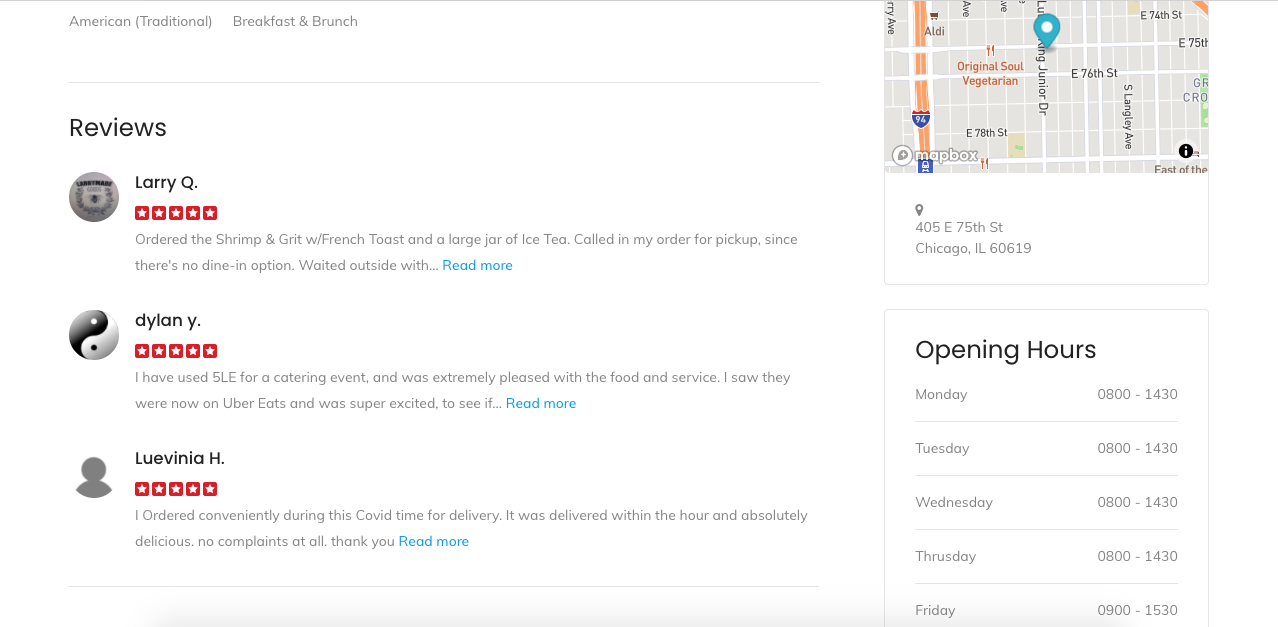 American (Traditional) Breakfast & Brunch
Reviews
Larry Q.
Ordered the Shrimp & Grit w/French Toast and a large jar of Ice Tea. Called in my order for pickup, since
there's no dine-in option. Waited outside with... Read more
dylan y.
I have used 5LE for a catering event, and was extremely pleased with the food and service. I saw they
were now on Uber Eats and was super excited, to see if... Read more
Luevinia H.
I Ordered conveniently during this Covid time for delivery. It was delivered within the hour and absolutely
delicious. no complaints at all. thank you Read more
Ave
Aldi
E 74th St
E 75th
Original Soul
Vegetarian
E 76th St
ing Junior Dr
S Langley Ave
GR
CRO
94
E 78th St
mapbox
East of the
405 E 75th St
Chicago, IL 60619
Opening Hours
Monday 0800 - 1430
Tuesday 0800 - 1430
Wednesday 0800 - 1430
Thrusday 0800 - 1430
Friday 0900 - 1530